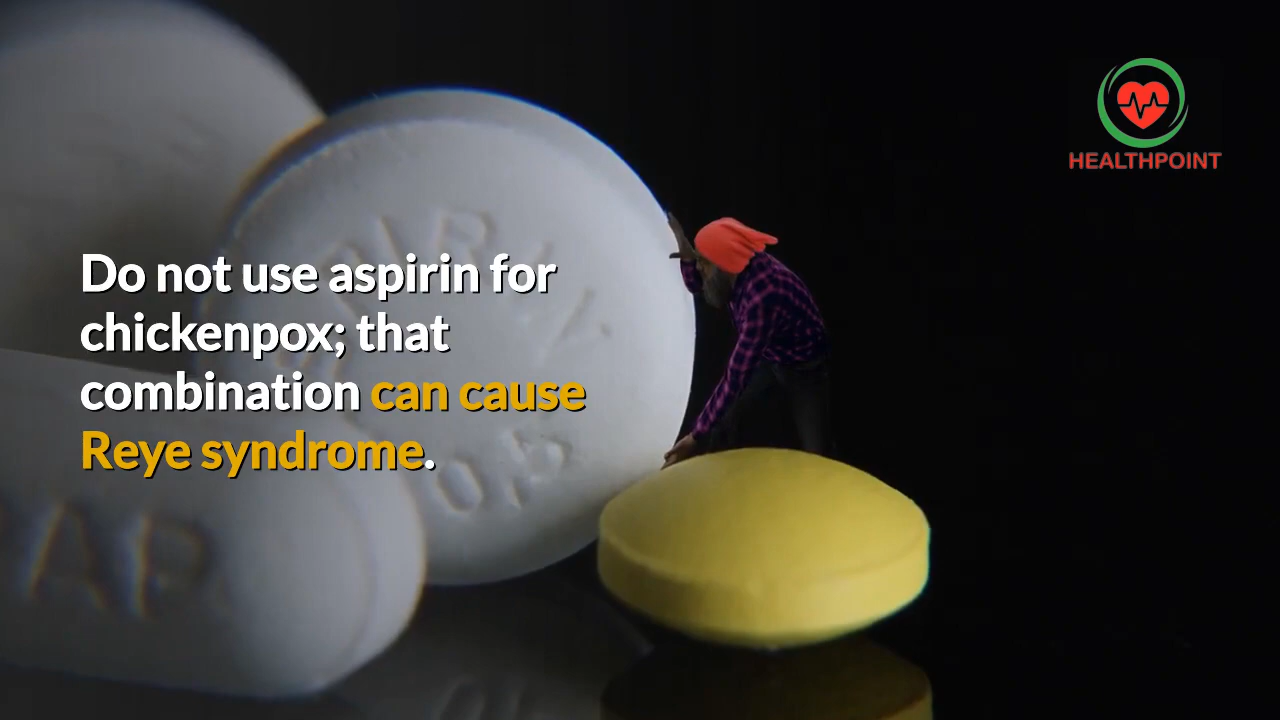 HEALTHPOINT
Do not use aspirin for
chickenpox; that
combination can cause
Reye syndrome.